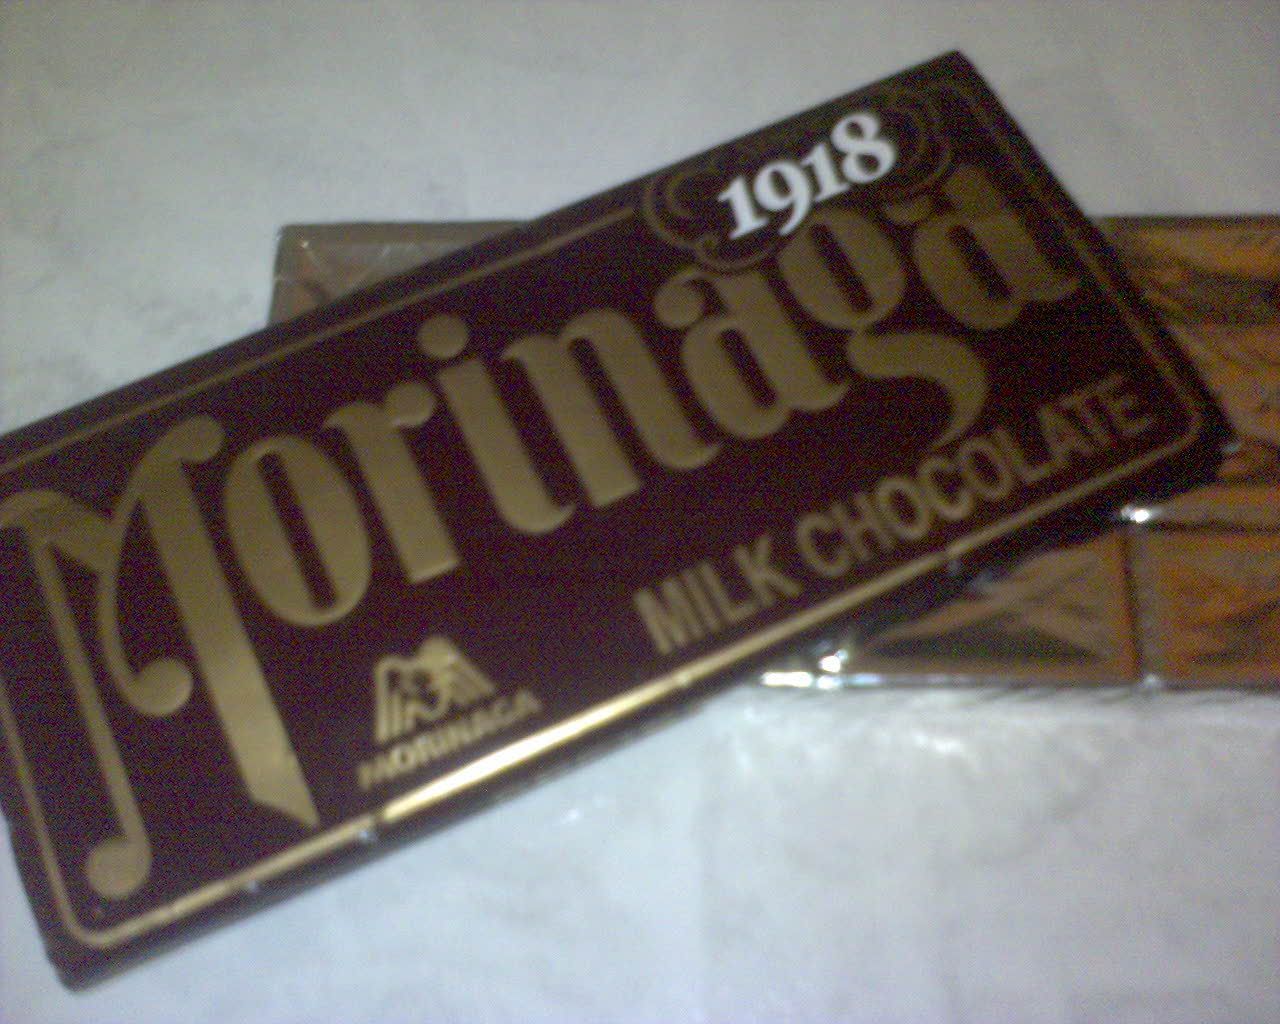 1918
Morinaga
MILK CHOCOLATE
MORINAGA